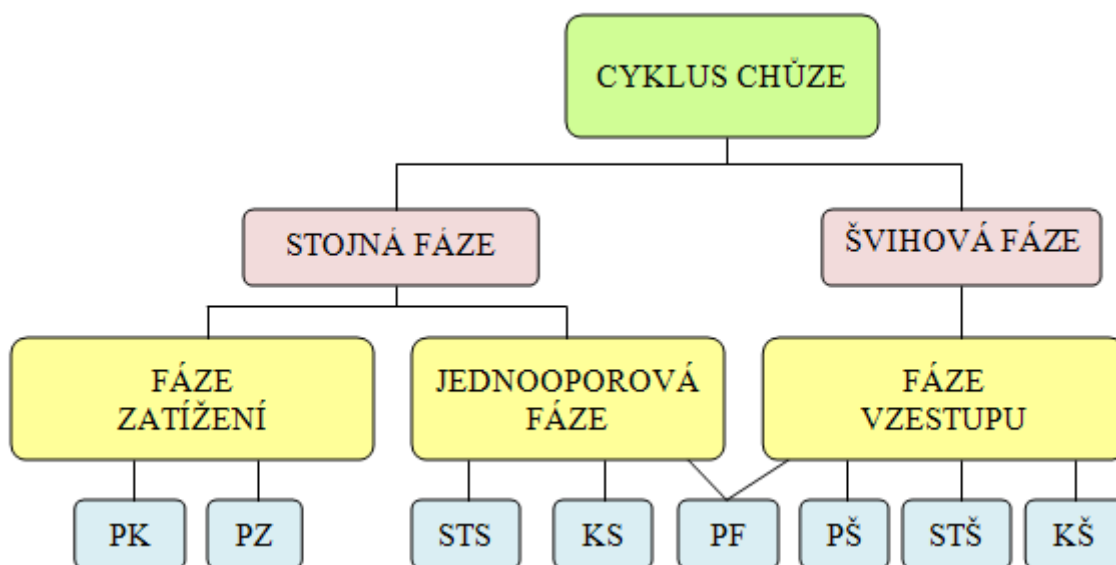 CYKLUS CHŮZE
STOJNÁ FÁZE
ŠVIHOVÁ FÁZE
FÁZE
ZATÍŽENÍ
JEDNOOPOROVÁ
FÁZE
FÁZE
VZESTUPU
PK
PZ
STS
KS
PF
PŠ
STŠ
KŠ